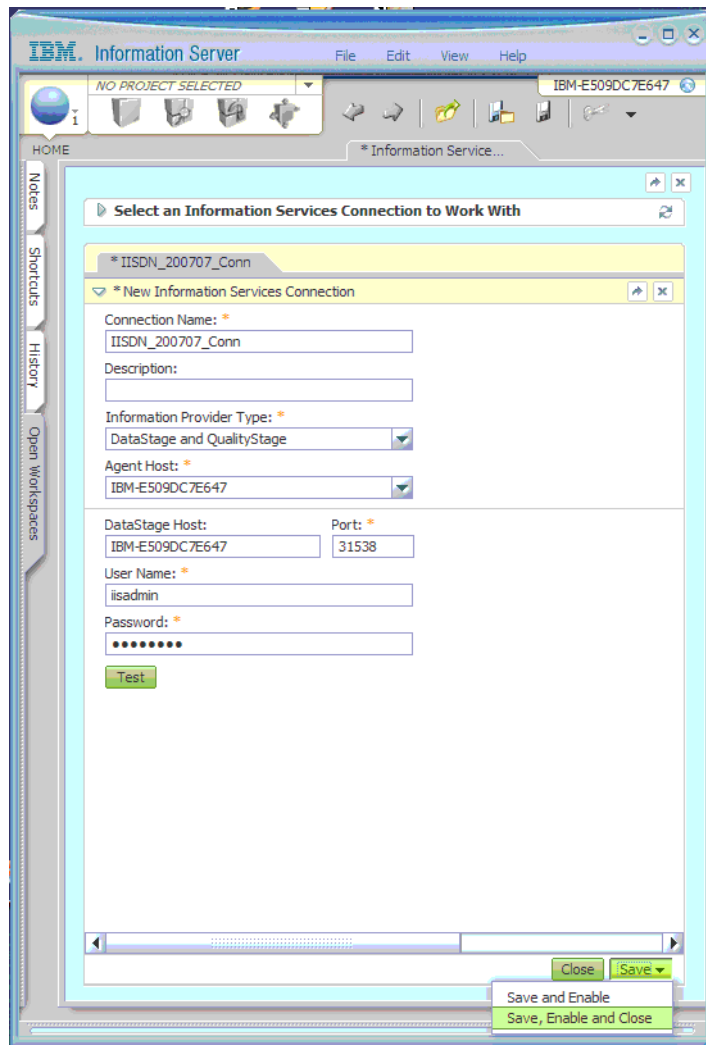 IBM. Information Server
File Edit View Help
NO PROJECT SELECTED
IBM-E509DC7E647
HOME
* Information Service...
Notes
Shortcuts
History
Open Workspaces
Select an Information Services Connection to Work With
* IISDN_200707_Conn
* New Information Services Connection
Connection Name: *
IISDN_200707_Conn
Description:
Information Provider Type: *
DataStage and QualityStage
Agent Host: *
IBM-E509DC7E647
DataStage Host: Port: *
IBM-E509DC7E647 31538
User Name: *
iisadmin
Password: *
••••••••
Test
Close Save
Save and Enable
Save, Enable and Close